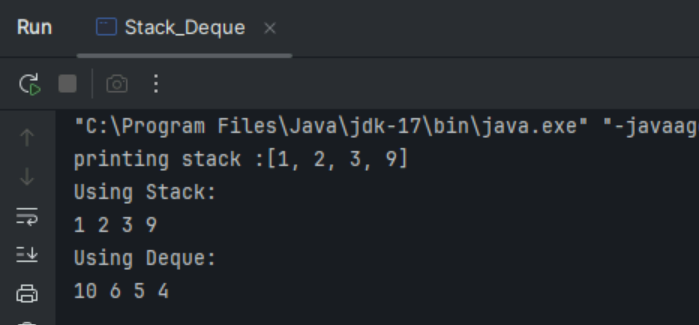 Run Stack_Deque
"C:\Program Files\Java\jdk-17\bin\java.exe" "-javaag
printing stack :[1, 2, 3, 9]
Using Stack:
1 2 3 9
Using Deque:
10 6 5 4